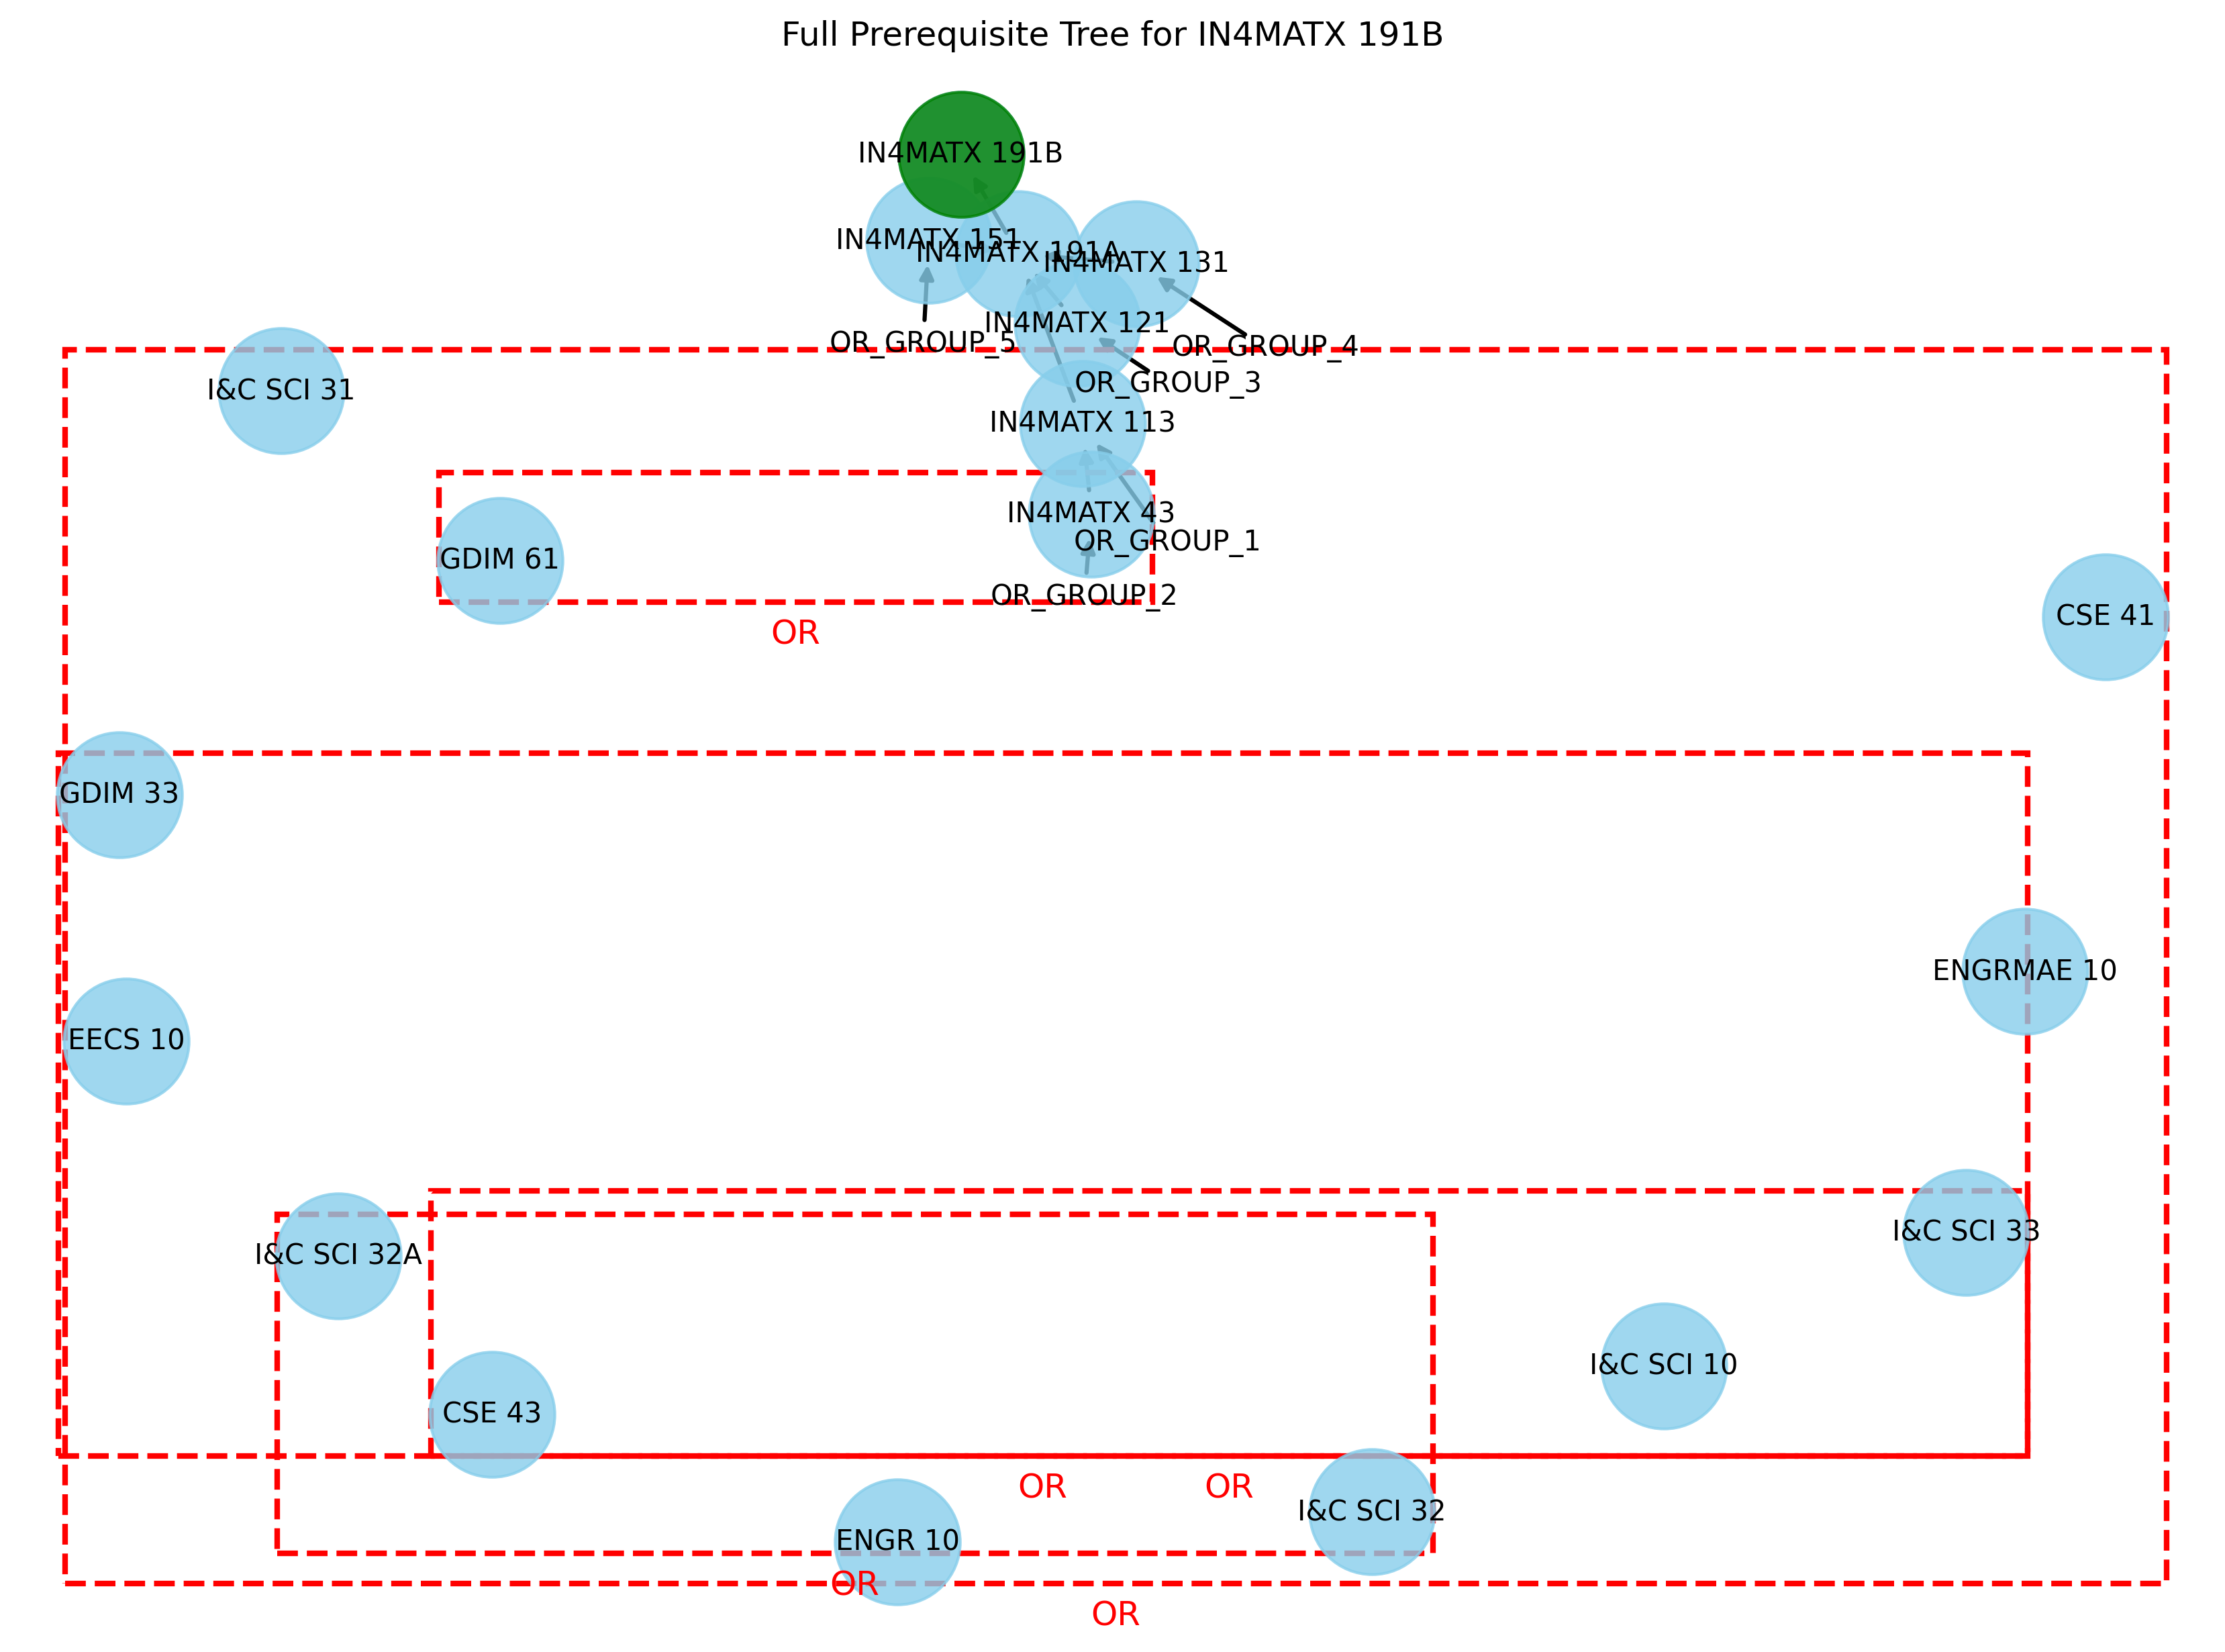 Full Prerequisite Tree for IN4MATX 191B
IN4MATX 191B
IN4MATX 151
IN4MATX 191A
IN4MATX 131
IN4MATX 121
OR_GROUP_5
OR_GROUP_4
OR_GROUP_3
I&C SCI 31
IN4MATX 113
IN4MATX 43
OR_GROUP_1
GDIM 61
OR_GROUP_2
CSE 41
OR
GDIM 33
ENGRMAE 10
EECS 10
I&C SCI 33
I&C SCI 32A
I&C SCI 10
CSE 43
OR
OR
I&C SCI 32
ENGR 10
OR
OR